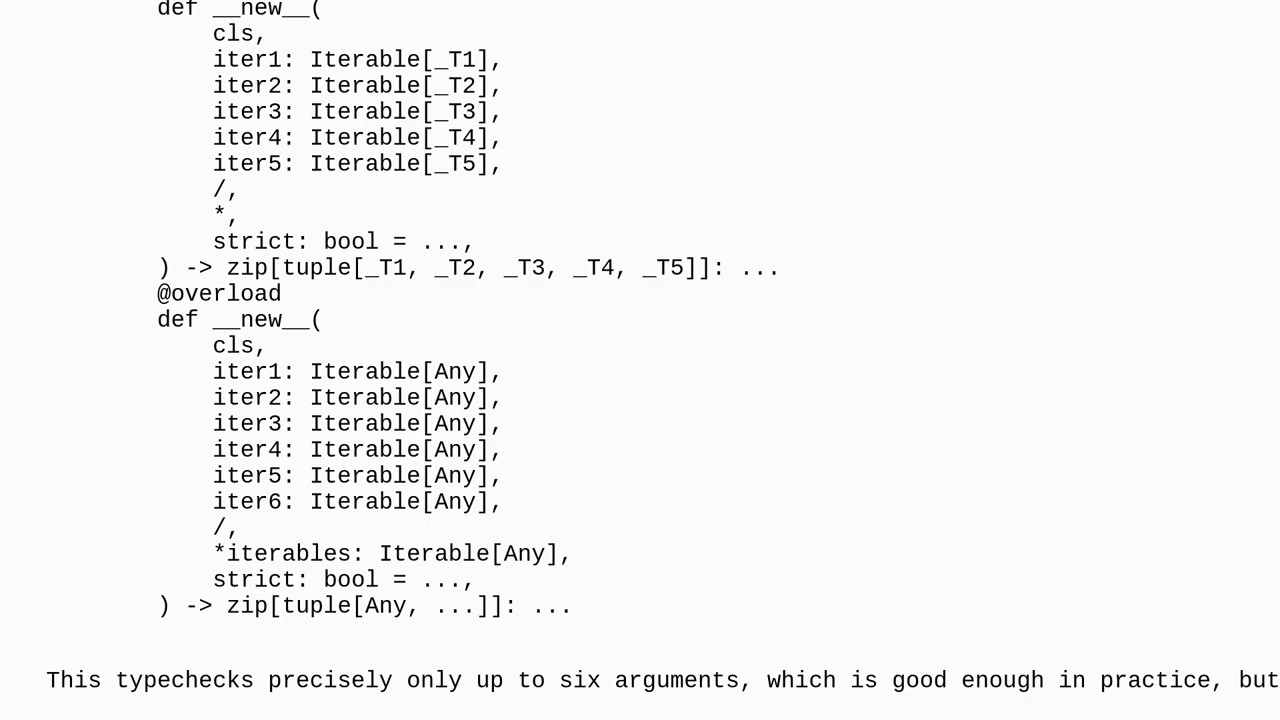 def __new__(
cls,
iter1: Iterable[_T1],
iter2: Iterable[_T2],
iter3: Iterable[_T3],
iter4: Iterable[_T4],
iter5: Iterable[_T5],
/,
*,
strict: bool = ...,
) -> zip[tuple[_T1, _T2, _T3, _T4, _T5]]: ...
@overload
def __new__(
cls,
iter1: Iterable[Any],
iter2: Iterable[Any],
iter3: Iterable[Any],
iter4: Iterable[Any],
iter5: Iterable[Any],
iter6: Iterable[Any],
/,
*iterables: Iterable[Any],
strict: bool = ...,
) -> zip[tuple[Any, ...]]: ...
This typechecks precisely only up to six arguments, which is good enough in practice, but